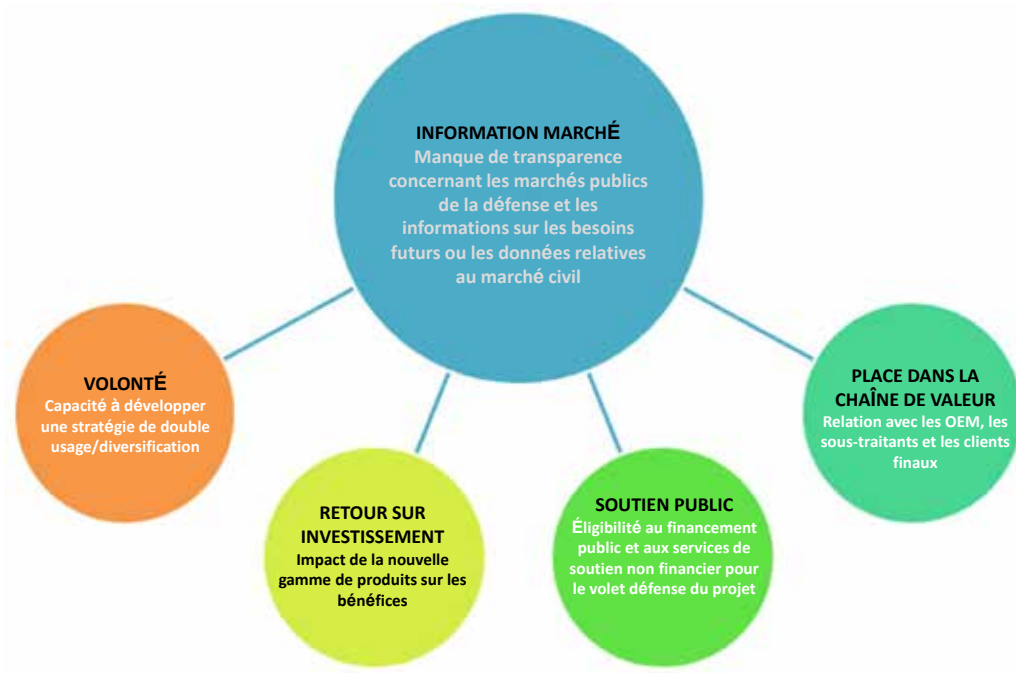 INFORMATION MARCHÉ
Manque de transparence
concernant les marchés publics
de la défense et les
informations sur les besoins
futurs ou les données relatives
au marché civil
VOLONTÉ
Capacité à développer
une stratégie de double
usage/diversification
RETOUR SUR
INVESTISSEMENT
Impact de la nouvelle
gamme de produits sur les
bénéfices
SOUTIEN PUBLIC
Éligibilité au financement
public et aux services de
soutien non financier pour
le volet défense du projet
PLACE DANS LA
CHAÎNE DE VALEUR
Relation avec les OEM, les
sous-traitants et les clients
finaux